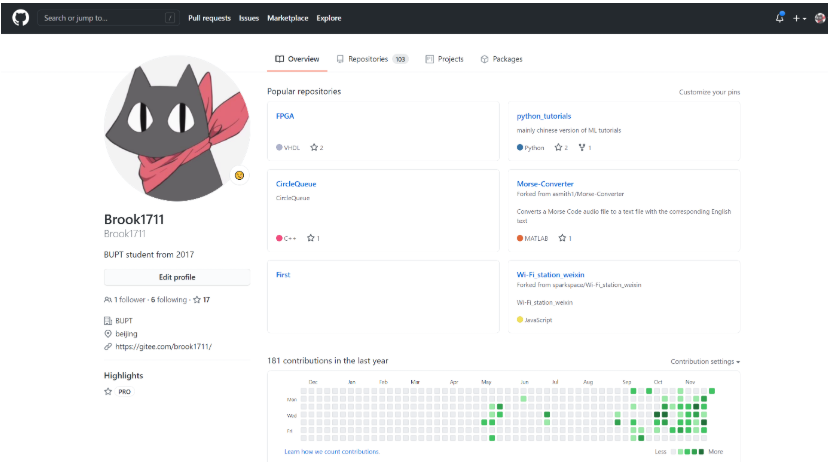 Search or jump to... /
Pull requests Issues Marketplace Explore
Overview Repositories 103 Projects Packages
Popular repositories Customize your pins
FPGA
VHDL 2
python_tutorials
mainly chinese version of ML tutorials
Python 2 1
CircleQueue
CircleQueue
C++ 1
Morse-Converter
Forked from asmith1/Morse-Converter
Converts a Morse Code audio file to a text file with the corresponding English
text
MATLAB 1
First
Wi-Fi_station_weixin
Forked from sparkspace/Wi-Fi_station_weixin
Wi-Fi_station_weixin
JavaScript
Brook1711
Brook1711
BUPT student from 2017
Edit profile
1 follower · 6 following · 17
BUPT
beijing
https://gitee.com/brook1711/
Highlights
PRO
181 contributions in the last year Contribution settings
Dec Jan Feb Mar Apr May Jun Jul Aug Sep Oct Nov
Mon
Wed
Fri
Learn how we count contributions. Less More